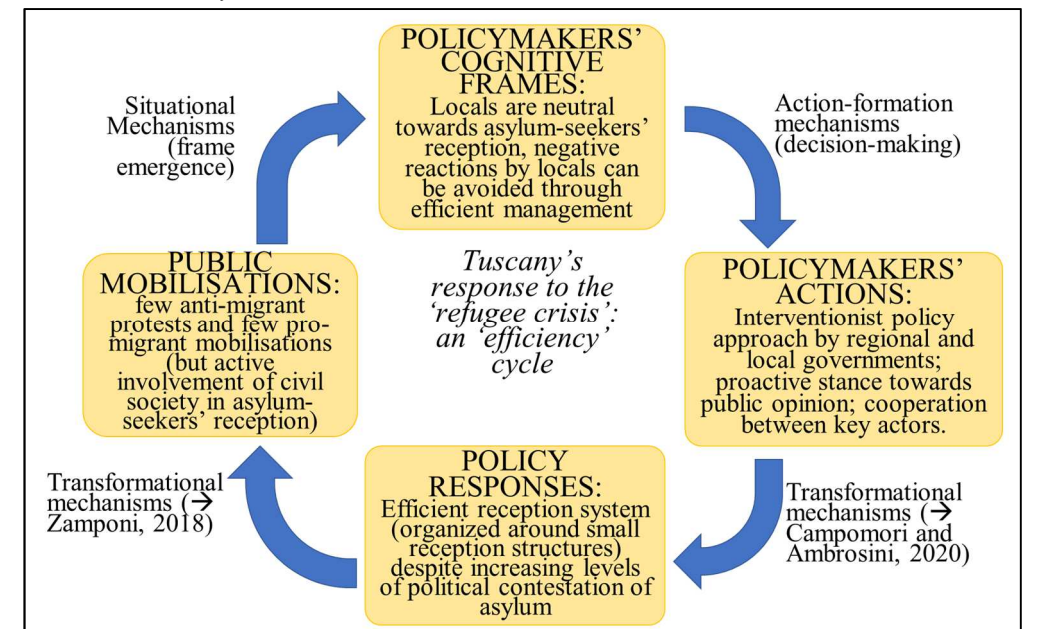 POLICYMAKERS'
COGNITIVE
FRAMES:
Locals are neutral
towards asylum-seekers'
reception, negative
reactions by locals can
be avoided through
efficient management
Action-formation
mechanisms
(decision-making)
POLICYMAKERS'
ACTIONS:
Interventionist policy
approach by regional and
local governments;
proactive stance towards
public opinion; cooperation
between key actors.
Transformational
mechanisms (→
Campomori and
Ambrosini, 2020)
POLICY
RESPONSES:
Efficient reception system
(organized around small
reception structures)
despite increasing levels
of political contestation of
asylum
Transformational
mechanisms (→
Zamponi, 2018)
PUBLIC
MOBILISATIONS:
few anti-migrant
protests and few pro-
migrant mobilisations
(but active
involvement of civil
society in asylum-
seekers' reception)
Situational
Mechanisms
(frame
emergence)
Tuscany's
response to the
'refugee crisis':
an 'efficiency'
cycle